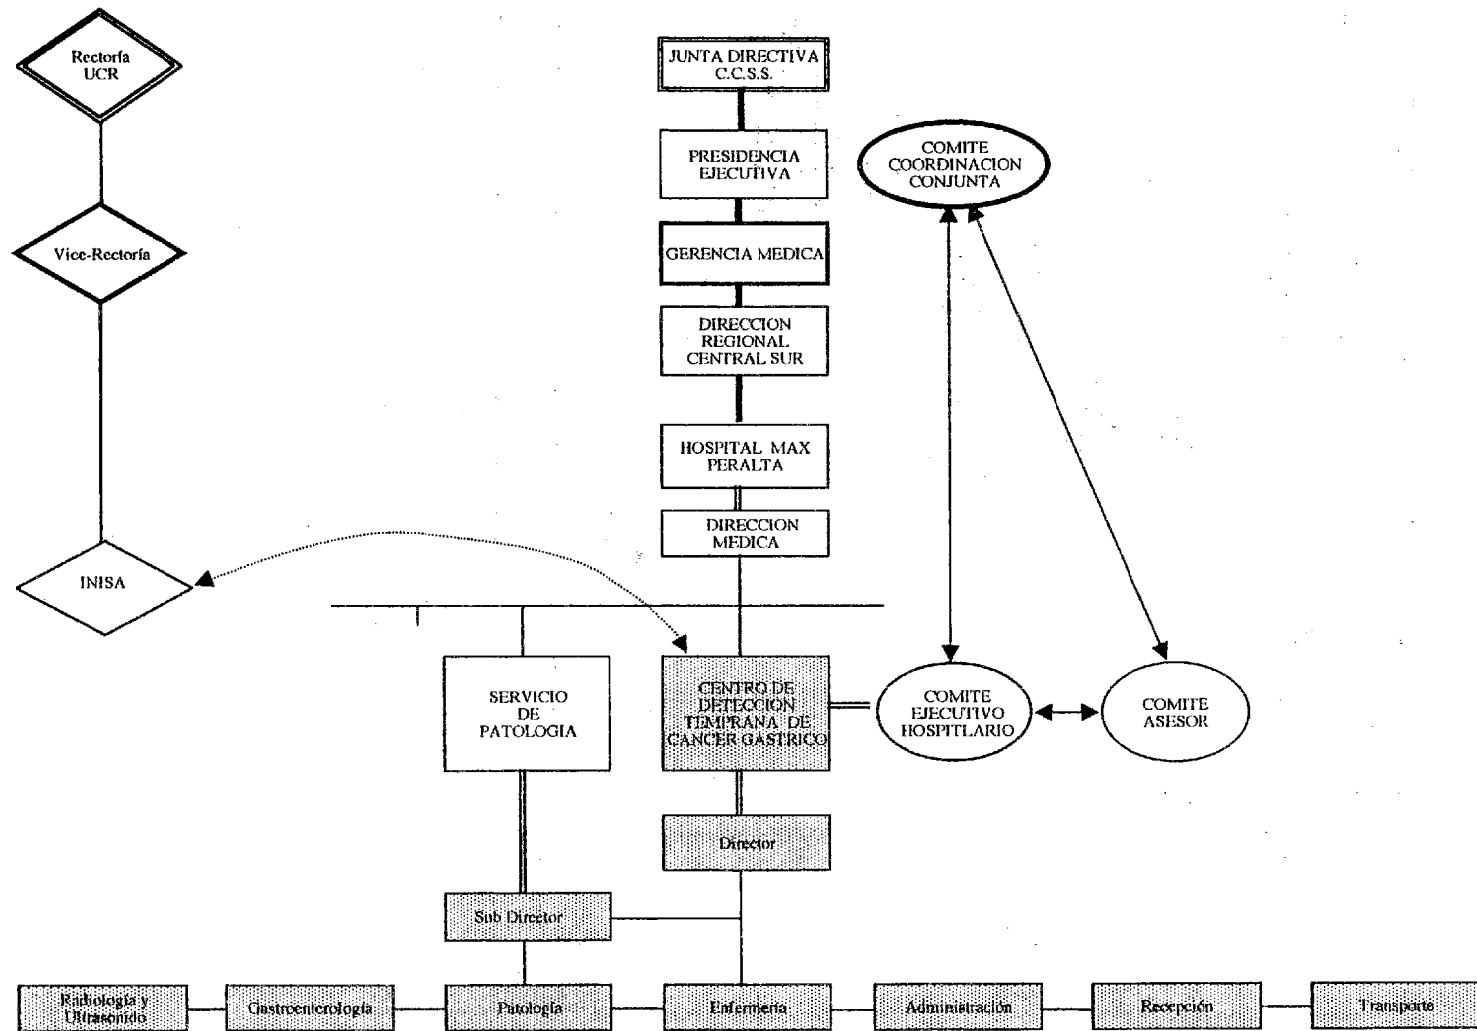 Rectoría
UCR
JUNTA DIRECTIVA
C.C.S.S.
PRESIDENCIA
EJECUTIVA
COMITE
COORDINACION
CONJUNTA
Vice-Rectoría
GERENCIA MEDICA
DIRECCION
REGIONAL
CENTRAL SUR
HOSPITAL MAX
PERALTA
DIRECCION
MEDICA
INISA
SERVICIO
DE
PATOLOGIA
CENTRO DE
DETECCION
TEMPRANA DE
CANCER GASTRICO
COMITE
EJECUTIVO
HOSPITLARIO
COMITE
ASESOR
Director
Sub Director
Radiología y
Ultrasonido
Gastroenterología
Patología
Enfermería
Administración
Recepción
Transporte